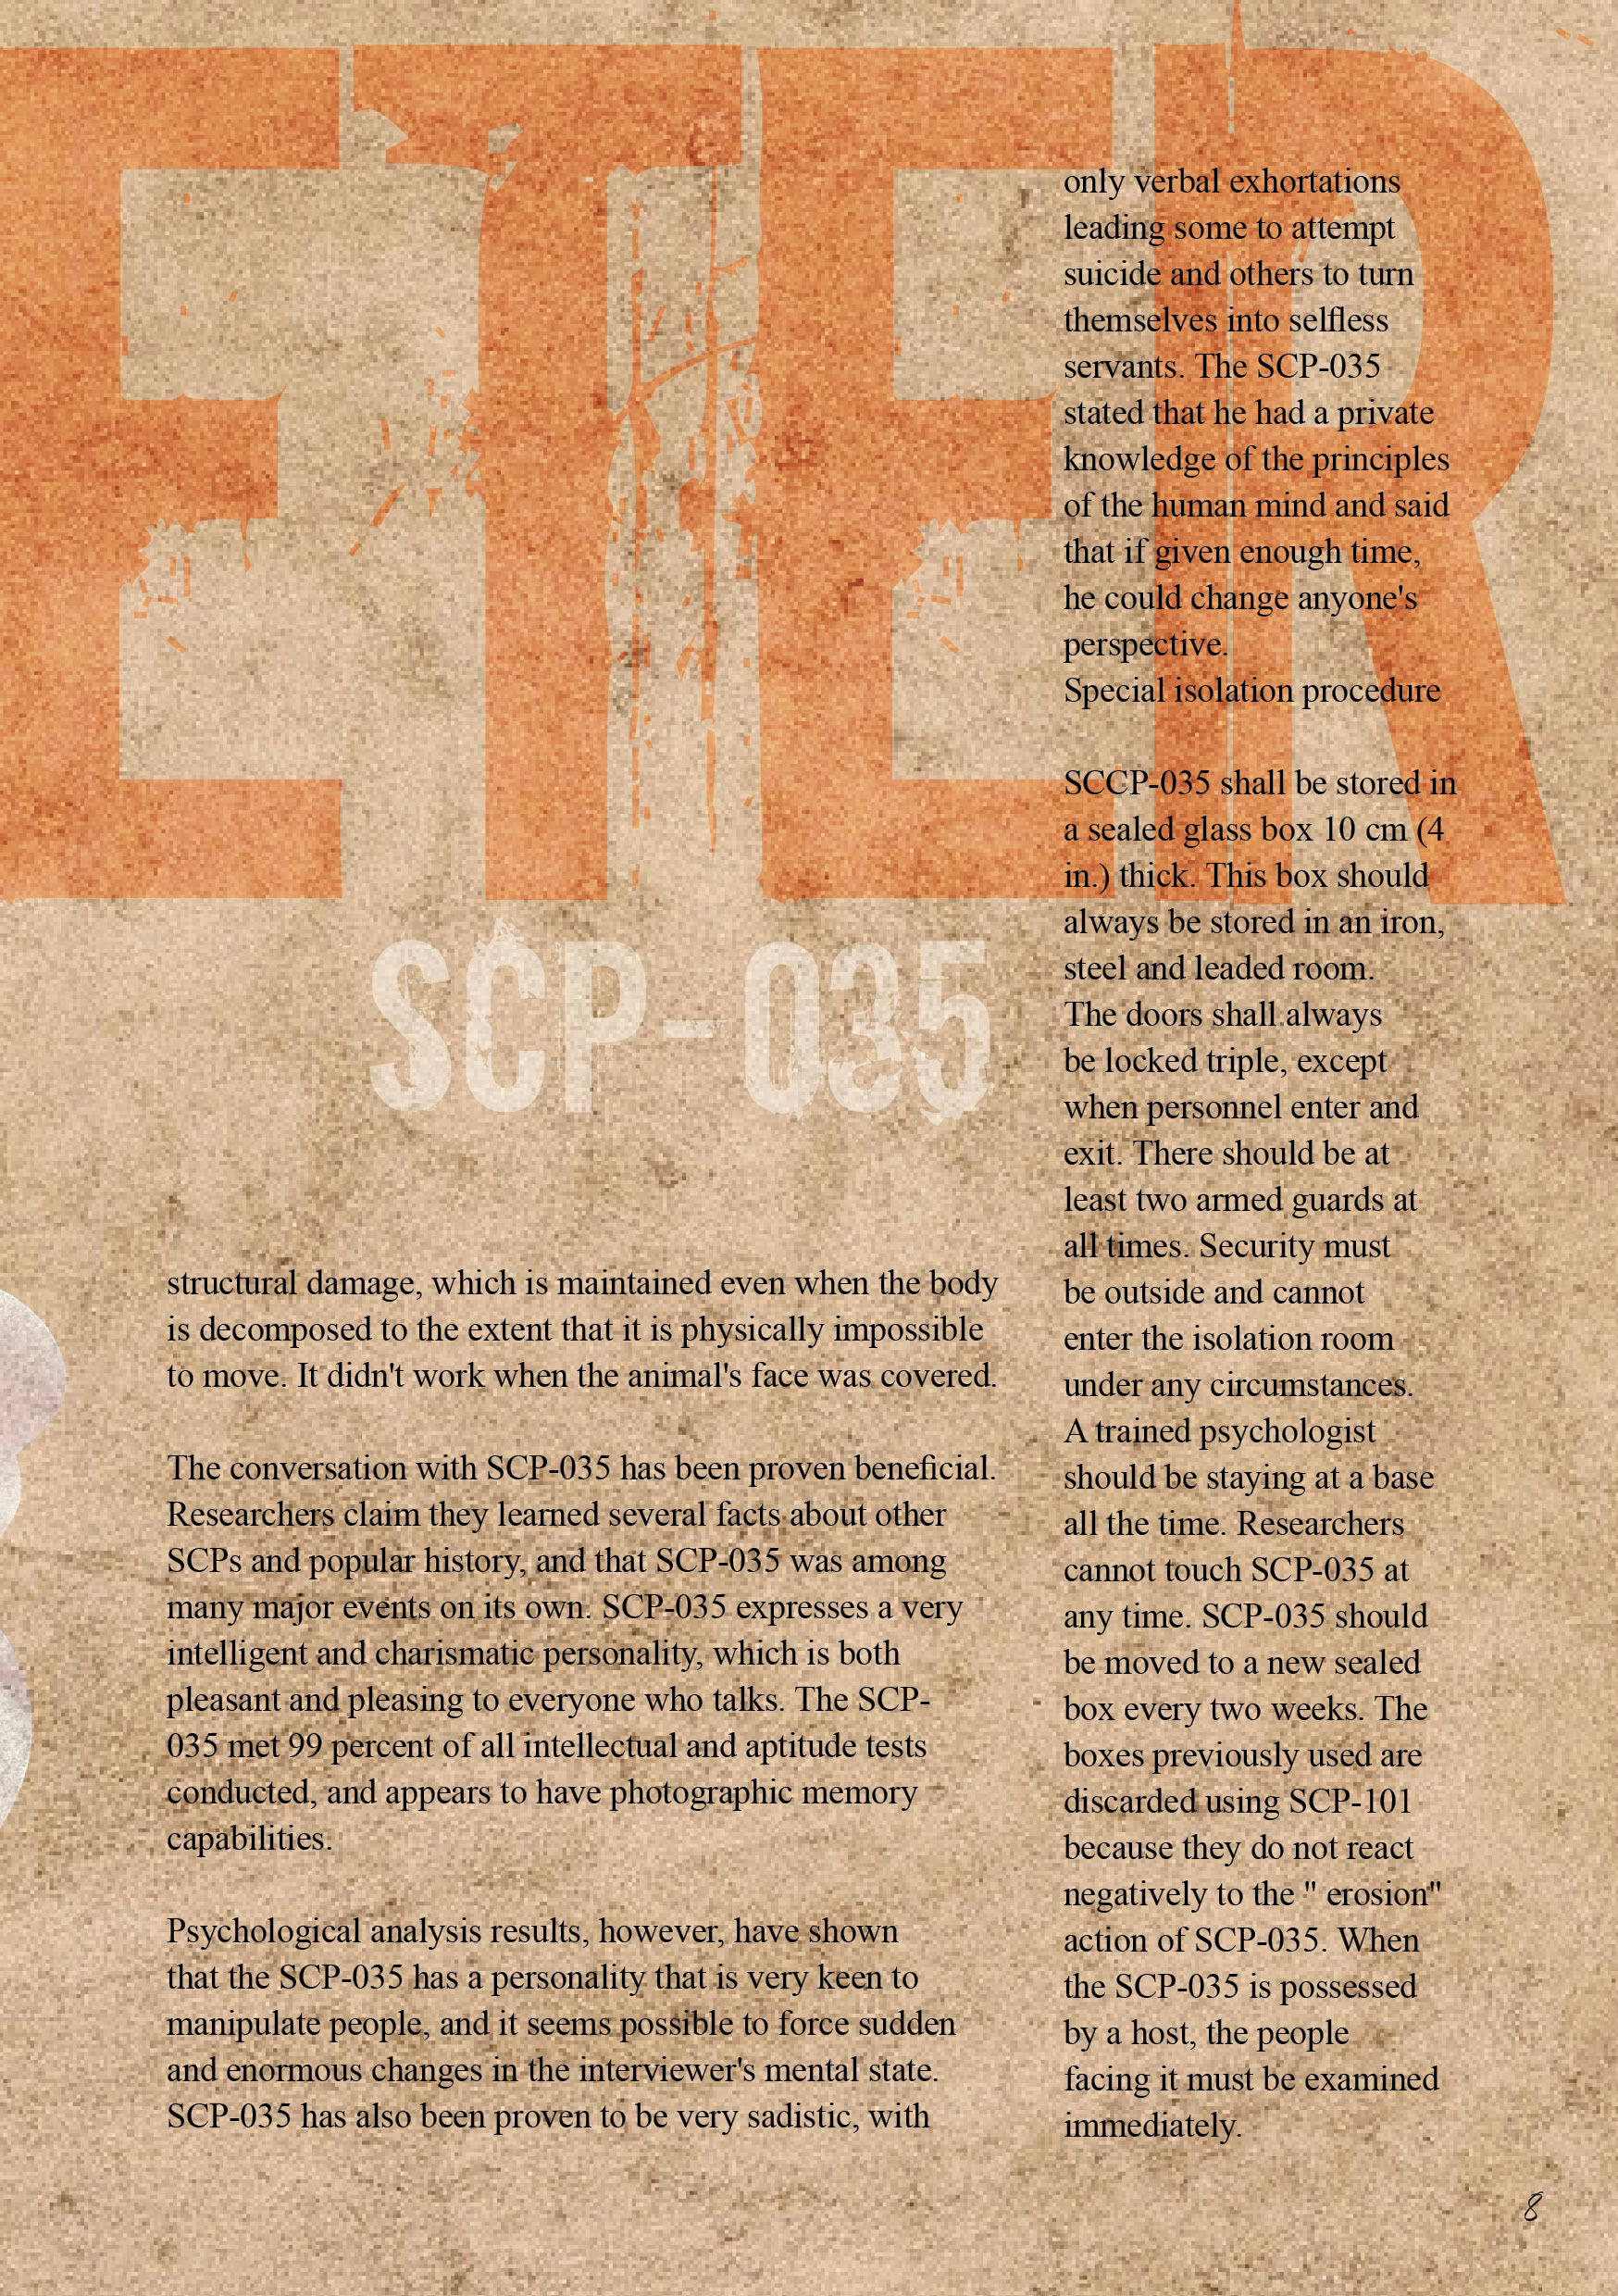 ETER
SCP-035
structural damage, which is maintained even when the body
is decomposed to the extent that it is physically impossible
to move. It didn't work when the animal's face was covered.
The conversation with SCP-035 has been proven beneficial.
Researchers claim they learned several facts about other
SCPs and popular history, and that SCP-035 was among
many major events on its own. SCP-035 expresses a very
intelligent and charismatic personality, which is both
pleasant and pleasing to everyone who talks. The SCP-
035 met 99 percent of all intellectual and aptitude tests
conducted, and appears to have photographic memory
capabilities.
Psychological analysis results, however, have shown
that the SCP-035 has a personality that is very keen to
manipulate people, and it seems possible to force sudden
and enormous changes in the interviewer's mental state.
SCP-035 has also been proven to be very sadistic, with
only verbal exhortations
leading some to attempt
suicide and others to turn
themselves into selfless
servants. The SCP-035
stated that he had a private
knowledge of the principles
of the human mind and said
that if given enough time,
he could change anyone's
perspective.
Special isolation procedure
SCCP-035 shall be stored in
a sealed glass box 10 cm (4
in.) thick. This box should
always be stored in an iron,
steel and leaded room.
The doors shall always
be locked triple, except
when personnel enter and
exit. There should be at
least two armed guards at
all times. Security must
be outside and cannot
enter the isolation room
under any circumstances.
A trained psychologist
should be staying at a base
all the time. Researchers
cannot touch SCP-035 at
any time. SCP-035 should
be moved to a new sealed
box every two weeks. The
boxes previously used are
discarded using SCP-101
because they do not react
negatively to the " erosion"
action of SCP-035. When
the SCP-035 is possessed
by a host, the people
facing it must be examined
immediately.
8